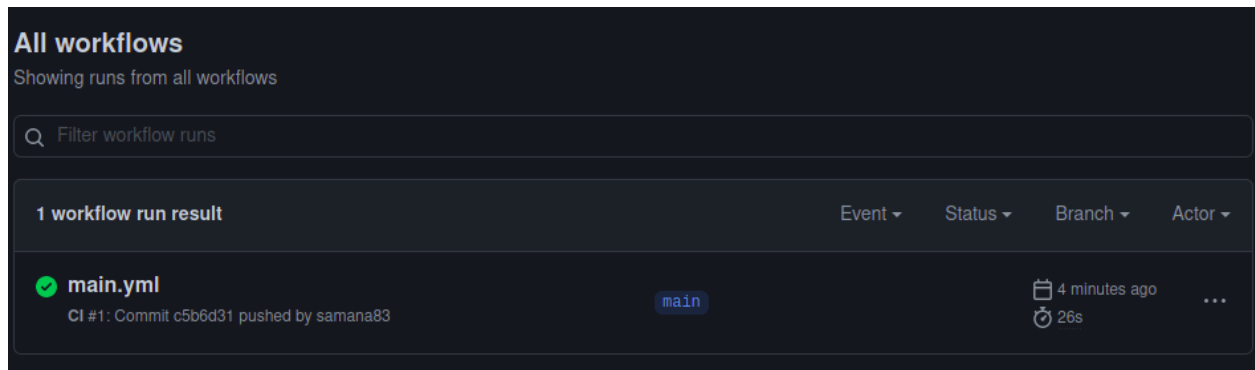 All workflows
Showing runs from all workflows
Filter workflow runs
1 workflow run result Event Status Branch Actor
main.yml
CI #1: Commit c5b6d31 pushed by samana83
main
4 minutes ago
26s